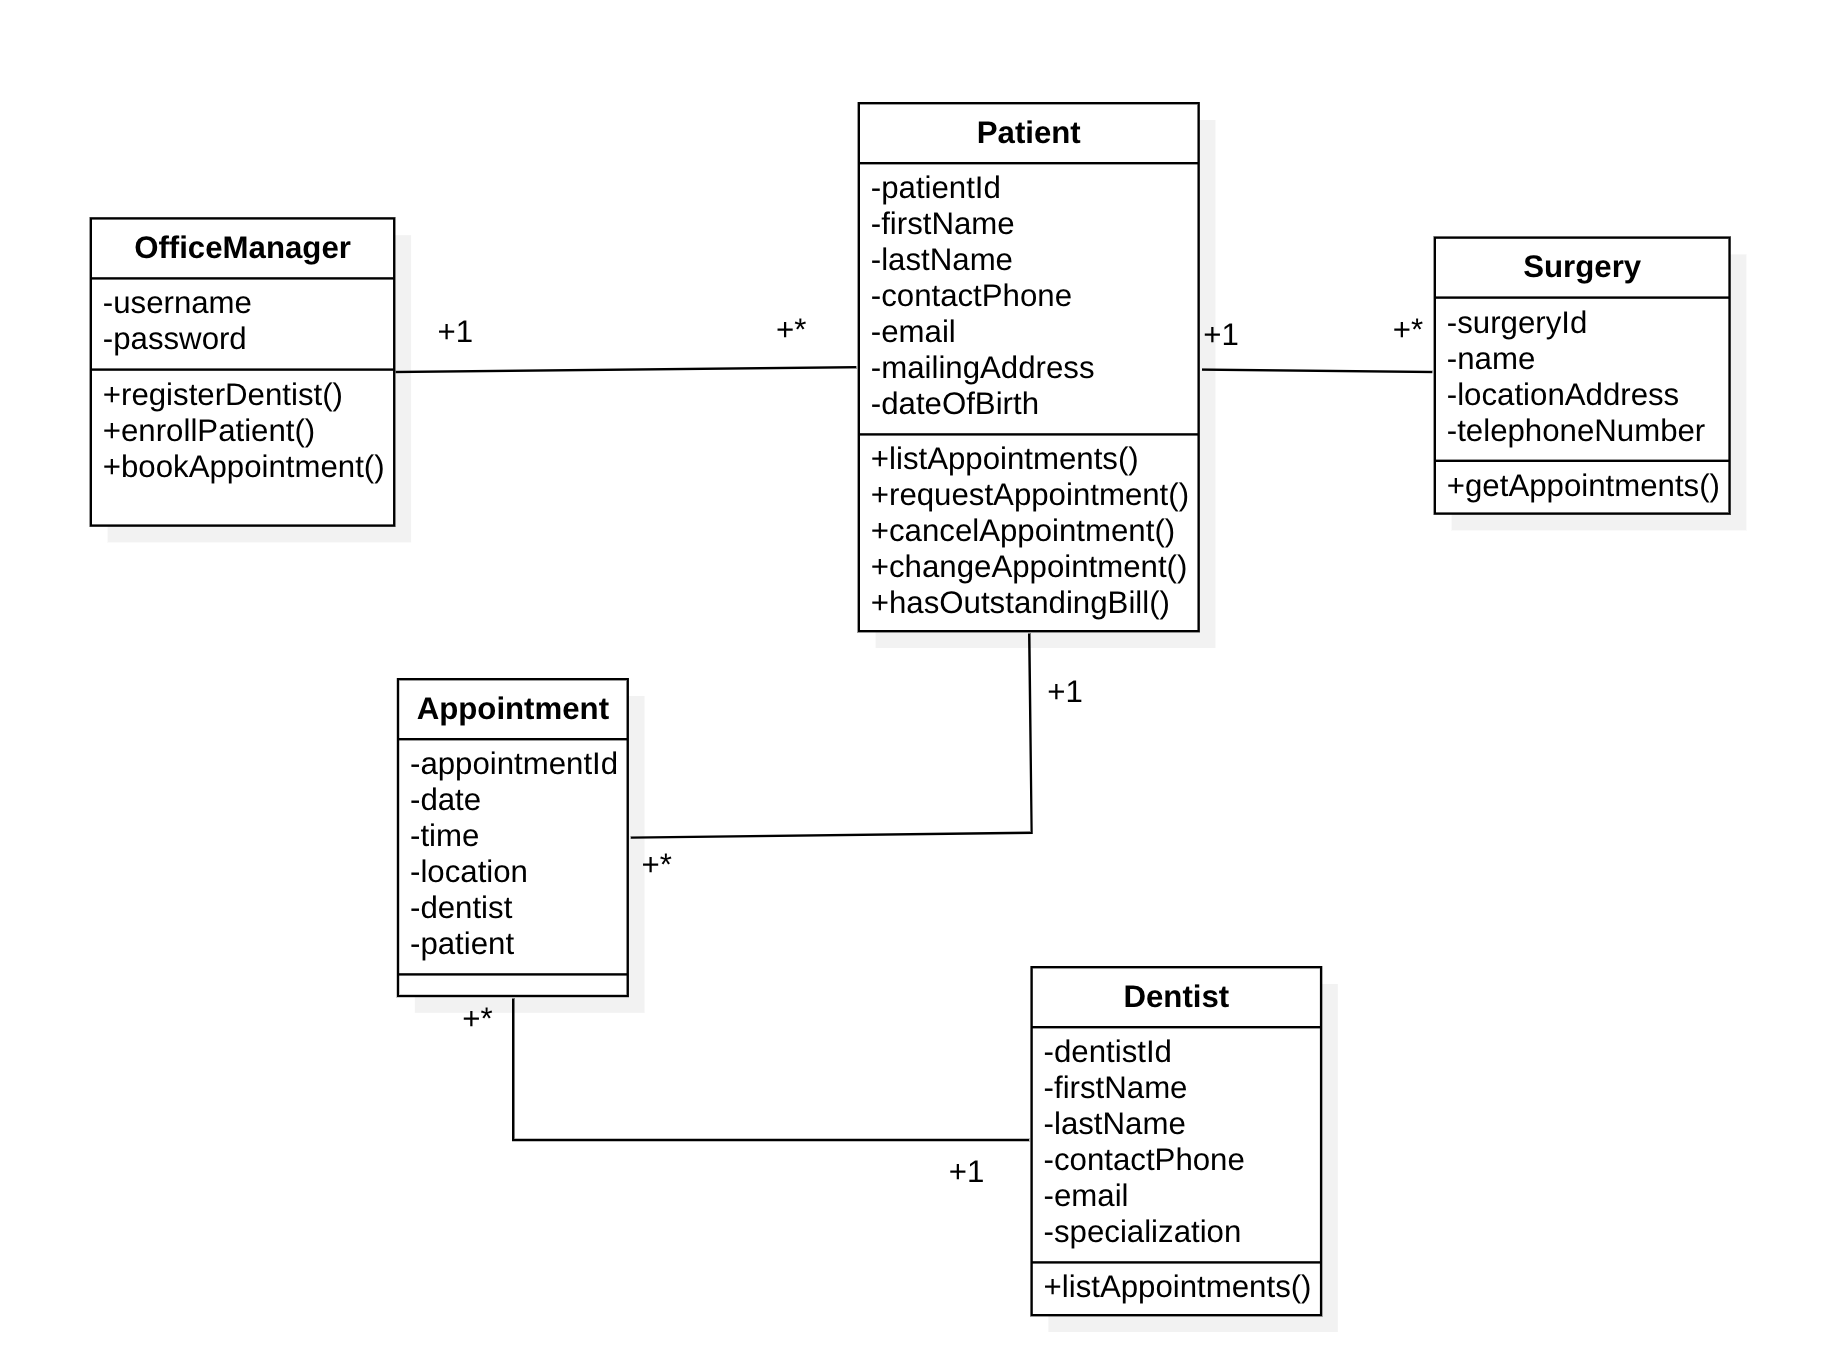 Patient
-patientId
-firstName
-lastName
-contactPhone
-email
-mailingAddress
-dateOfBirth
+listAppointments()
+requestAppointment()
+cancelAppointment()
+changeAppointment()
+hasOutstandingBill()
OfficeManager
-username
-password
+registerDentist()
+enrollPatient()
+bookAppointment()
+1
+*
+1
+*
Surgery
-surgeryId
-name
-locationAddress
-telephoneNumber
+getAppointments()
+1
Appointment
-appointmentId
-date
-time
-location
-dentist
-patient
+*
+*
+1
Dentist
-dentistId
-firstName
-lastName
-contactPhone
-email
-specialization
+listAppointments()